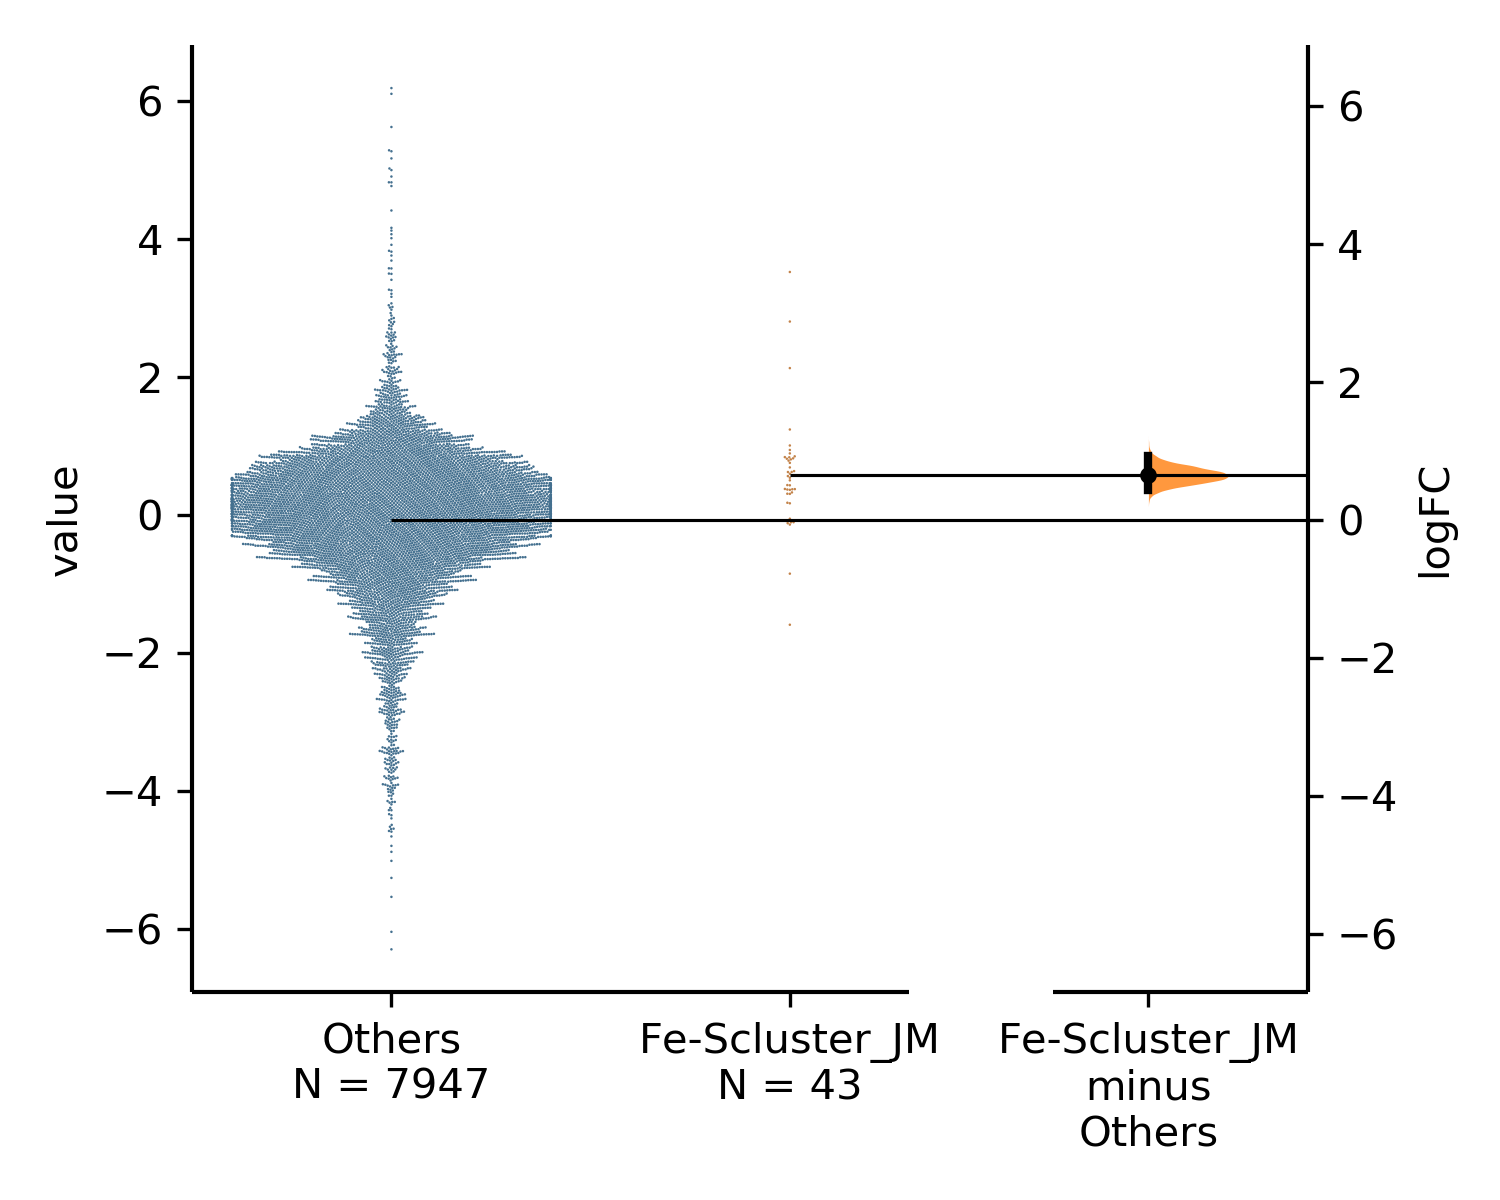 value
6
4
2
0
−2
−4
−6
6
4
2
0
−2
−4
−6
logFC
Others
N = 7947
Fe-Scluster_JM
N = 43
Fe-Scluster_JM
minus
Others